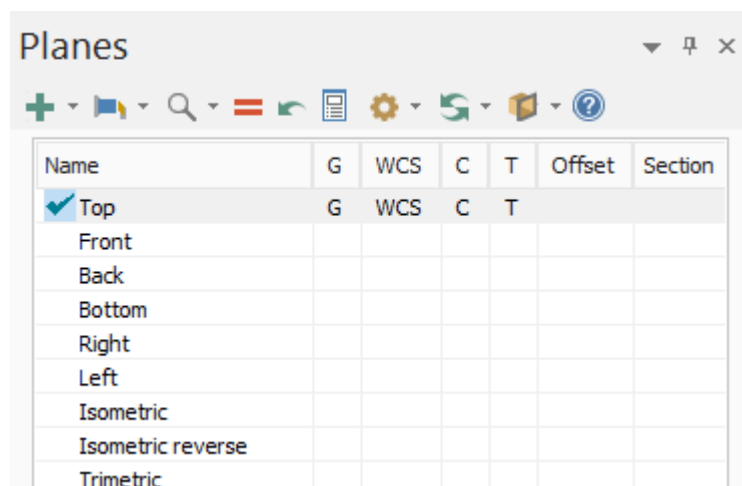 Planes
Name G WCS C T Offset Section
Top G WCS C T
Front
Back
Bottom
Right
Left
Isometric
Isometric reverse
Trimetric